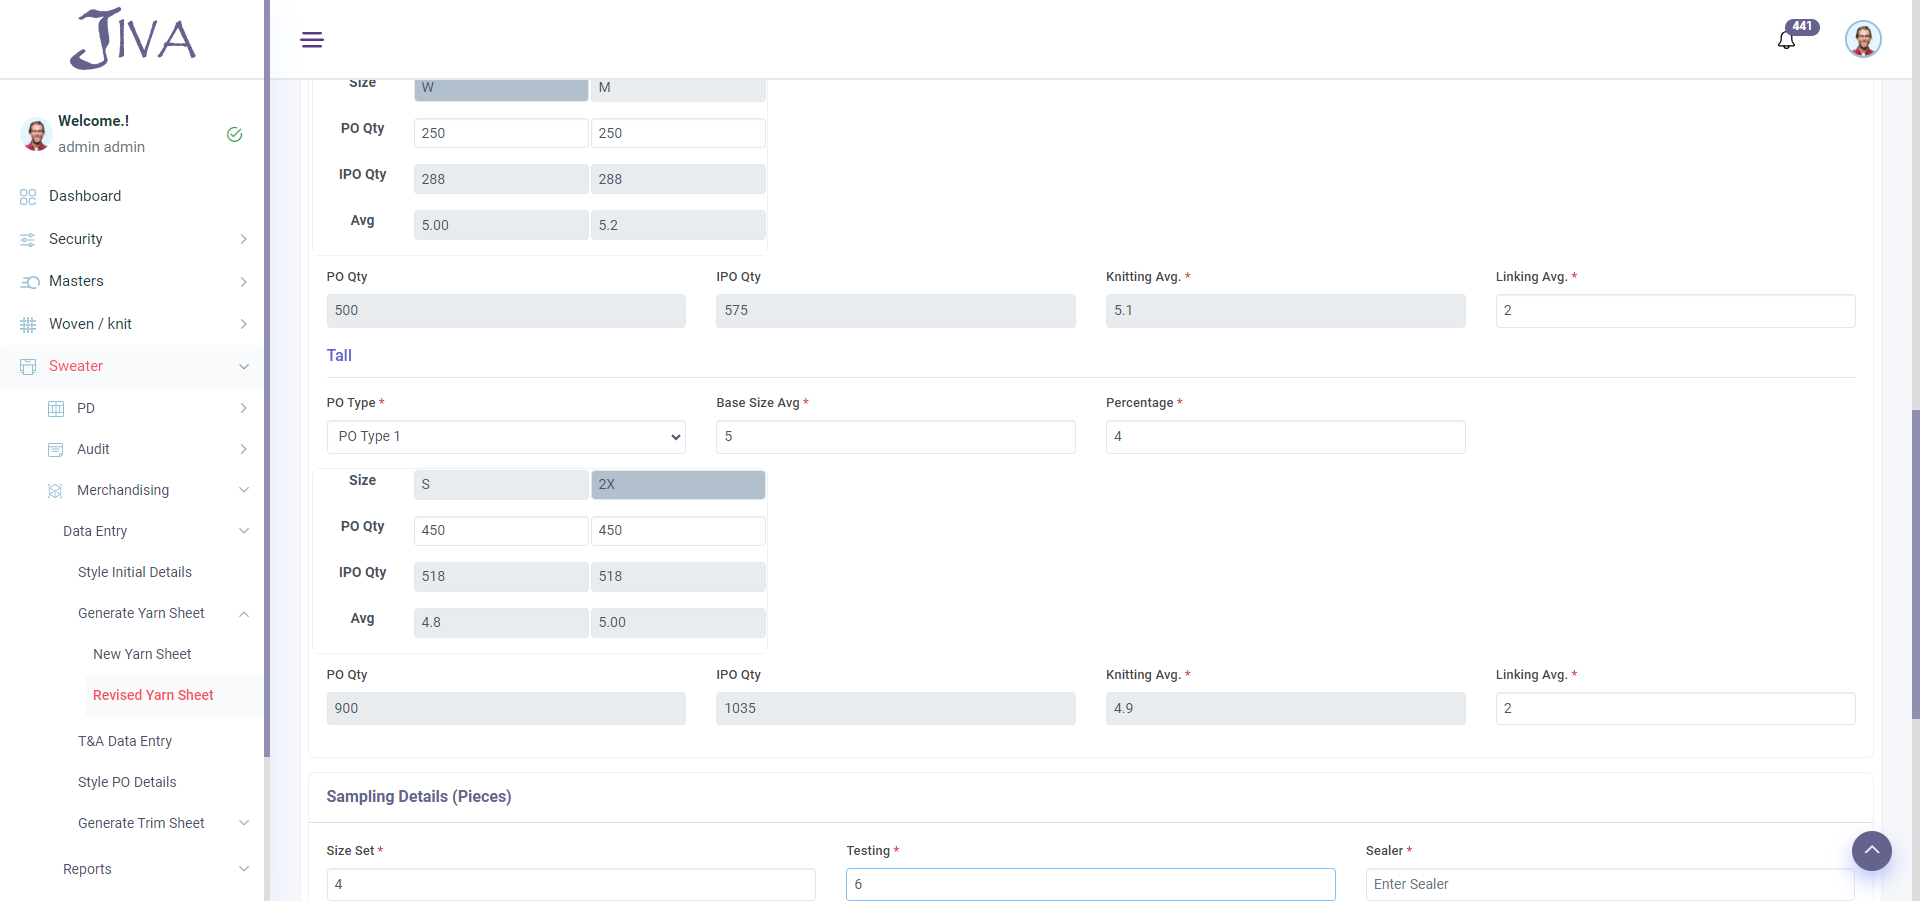 JIVA
441
Welcome.!
admin admin
Dashboard
Security
Masters
Woven / knit
Sweater
PD
Audit
Merchandising
Data Entry
Style Initial Details
Generate Yarn Sheet
New Yarn Sheet
Revised Yarn Sheet
T&A Data Entry
Style PO Details
Generate Trim Sheet
Reports
Size W M
PO Qty 250 250
IPO Qty 288 288
Avg 5.00 5.2
PO Qty IPO Qty Knitting Avg. * Linking Avg. *
500 575 5.1 2
Tall
PO Type * Base Size Avg * Percentage *
PO Type 1 5 4
Size S 2X
PO Qty 450 450
IPO Qty 518 518
Avg 4.8 5.00
PO Qty IPO Qty Knitting Avg. * Linking Avg. *
900 1035 4.9 2
Sampling Details (Pieces)
Size Set * Testing * Sealer *
4 6 Enter Sealer